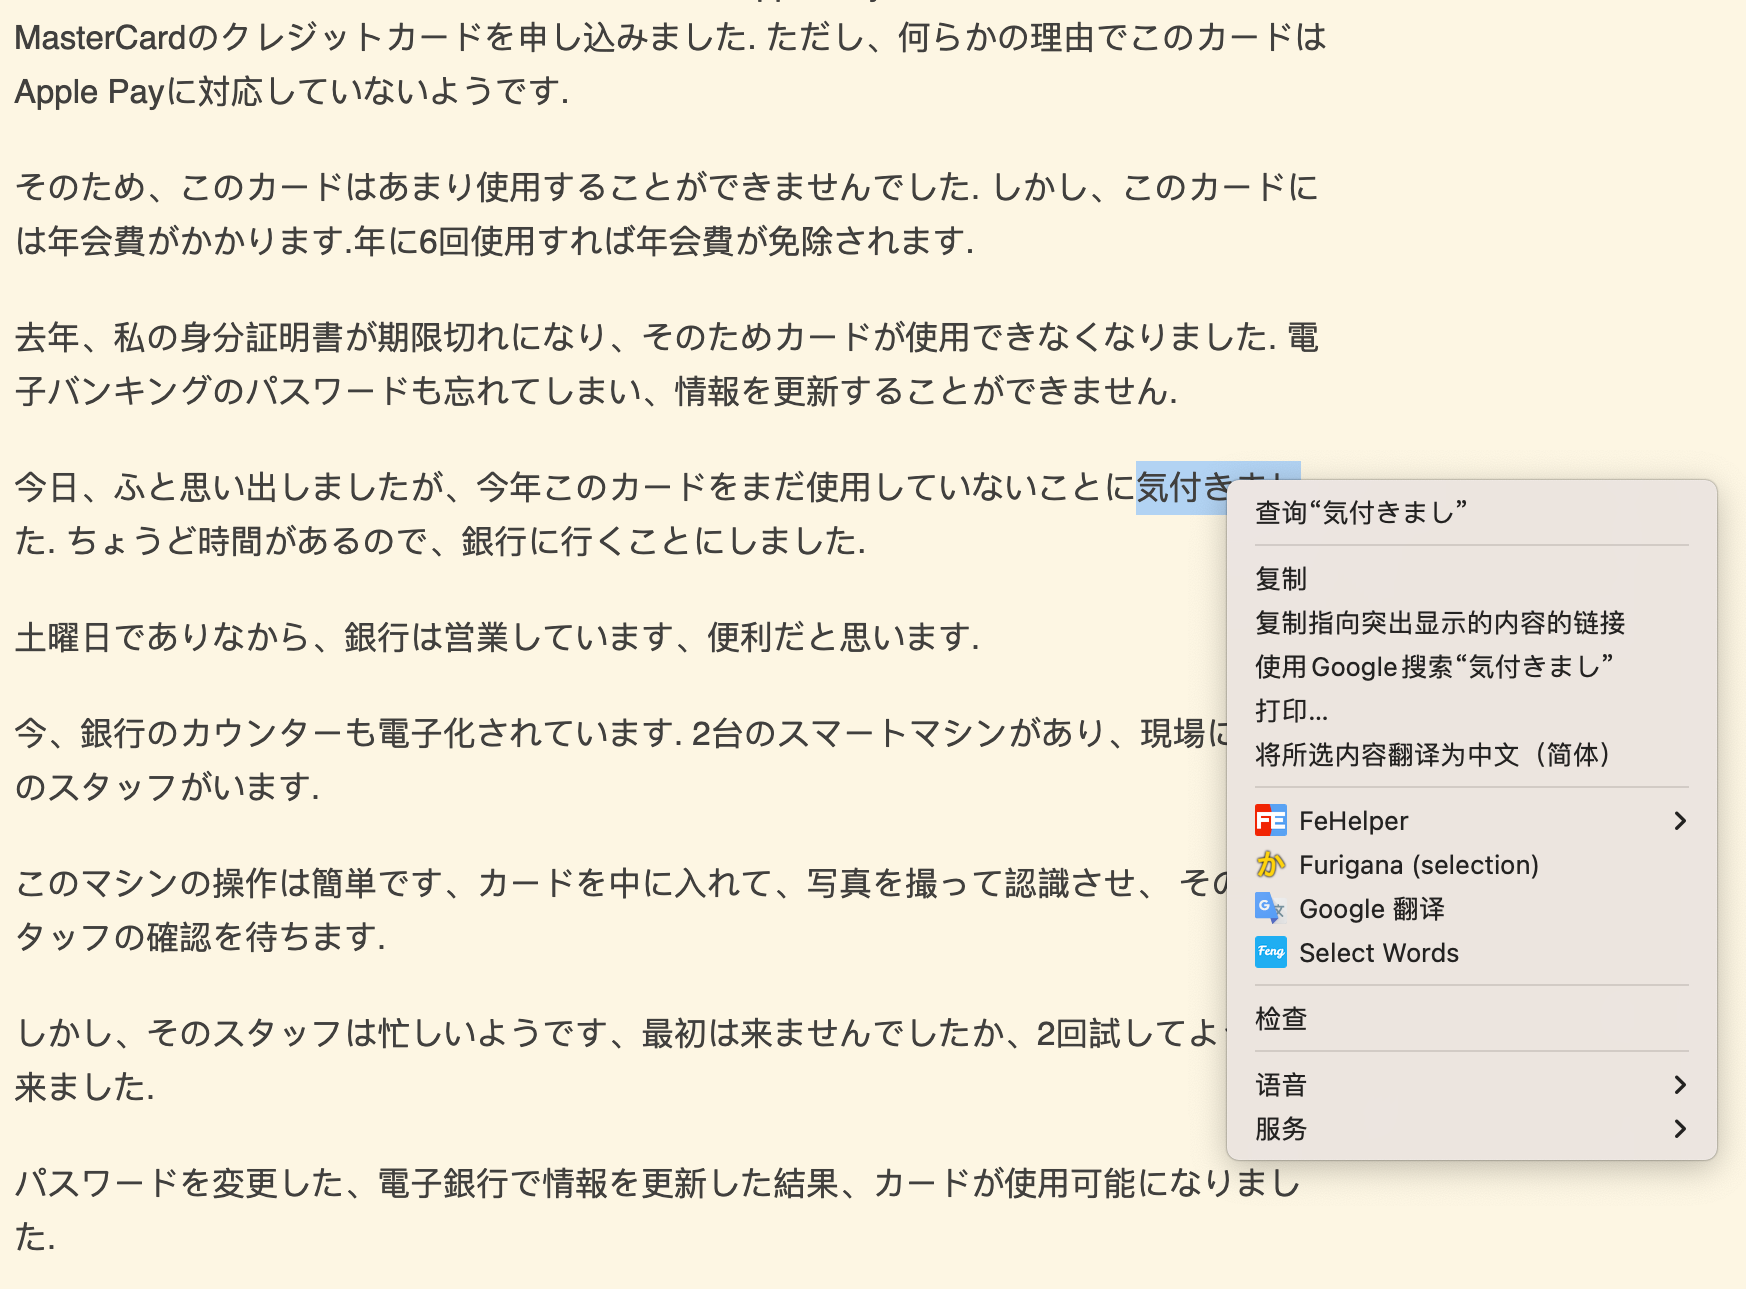 MasterCardのクレジットカードを申し込みました. ただし、何らかの理由でこのカードは
Apple Payに対応していないようです.
そのため、このカードはあまり使用することができませんでした. しかし、このカードに
は年会費がかかります.年に6回使用すれば年会費が免除されます.
去年、私の身分証明書が期限切れになり、そのためカードが使用できなくなりました. 電
子バンキングのパスワードも忘れてしまい、情報を更新することができません.
今日、ふと思い出しましたが、今年このカードをまだ使用していないことに気付きまし
た. ちょうど時間があるので、銀行に行くことにしました.
土曜日でありなから、銀行は営業しています、便利だと思います.
今、銀行のカウンターも電子化されています. 2台のスマートマシンがあり、現場に
のスタッフがいます.
このマシンの操作は簡単です、カードを中に入れて、写真を撮って認識させ、 その
タッフの確認を待ちます.
しかし、そのスタッフは忙しいようです、最初は来ませんでしたか、2回試してよ
来ました.
パスワードを変更した、電子銀行で情報を更新した結果、カードが使用可能になりまし
た.
查询“気付きまし”
复制
复制指向突出显示的内容的链接
使用Google搜索“気付きまし”
打印...
将所选内容翻译为中文（简体）
FE FeHelper
か Furigana (selection)
Google 翻译
Feng Select Words
检查
语音
服务